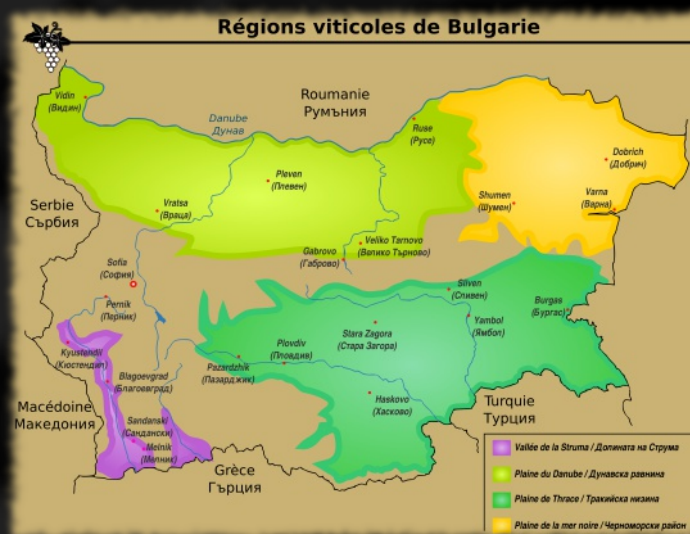 Régions viticoles de Bulgarie
Vidin
(Видин)
Roumanie
Румъния
Danube
Дунав
Ruse
(Русе)
Dobrich
(Добрич)
Pleven
(Плевен)
Serbie
Сърбия
Vratsa
(Враца)
Shumen
(Шумен)
Varna
(Варна)
Veliko Tarnovo
(Велико Търново)
Gabrovo
(Габрово)
Sofia
(София)
Sliven
(Сливен)
Pernik
(Перник)
Burgas
(Бургас)
Yambol
(Ямбол)
Stara Zagora
(Стара Загора)
Kyustendil
(Кюстендил)
Plovdiv
(Пловдив)
Pazardzhik
(Пазарджик)
Blagoevgrad
(Благоевград)
Haskovo
(Хасково)
Macédoine
Македония
Turquie
Турция
Sandanski
(Сандански)
Melnik
(Мелник)
Grèce
Гърция
Vallée de la Struma / Долината на Струма
Plaine du Danube / Дунавска равнина
Plaine de Thrace / Тракийска низина
Plaine de la mer noire / Черноморски район